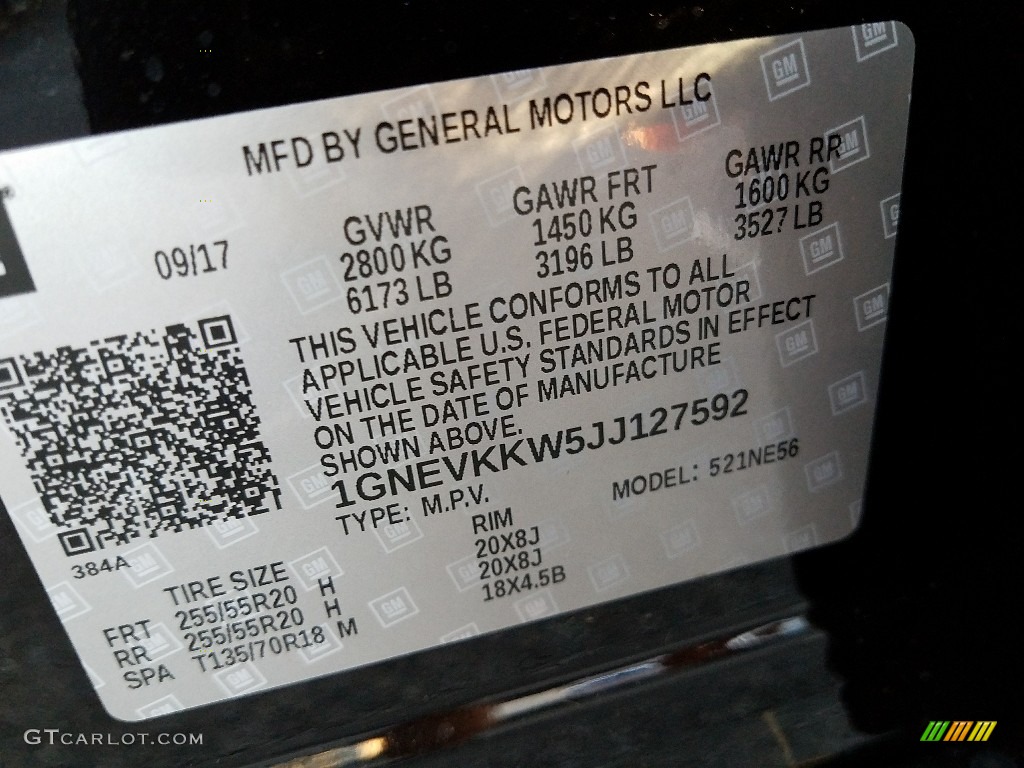 MFD BY GENERAL MOTORS LLC
09/17
GVWR
2800 KG
6173 LB
GAWR FRT
1450 KG
3196 LB
GAWR RR
1600 KG
3527 LB
THIS VEHICLE CONFORMS TO ALL
APPLICABLE U.S. FEDERAL MOTOR
VEHICLE SAFETY STANDARDS IN EFFECT
ON THE DATE OF MANUFACTURE
SHOWN ABOVE.
1GNEVKKW5JJ127592
TYPE: M.P.V.
MODEL: 521NE56
384A
TIRE SIZE
RIM
FRT 255/55R20 H 20X8J
RR 255/55R20 H 20X8J
SPA T135/70R18 M 18X4.5B
GM
GTCARLOT.COM